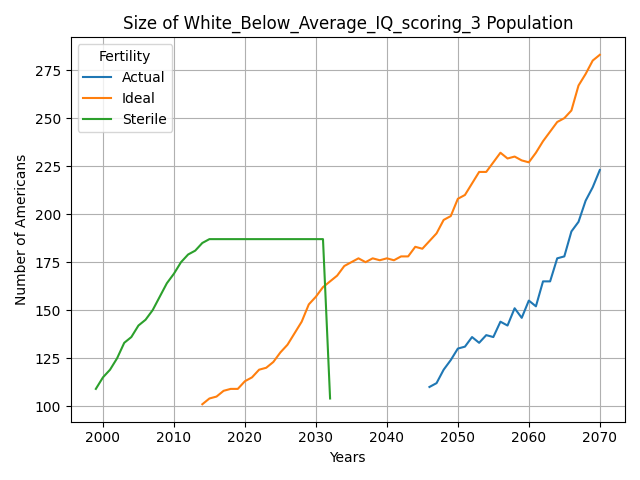 Size of White_Below_Average_IQ_scoring_3 Population
Fertility
Actual
Ideal
Sterile
Number of Americans
275
250
225
200
175
150
125
100
2000 2010 2020 2030 2040 2050 2060 2070
Years